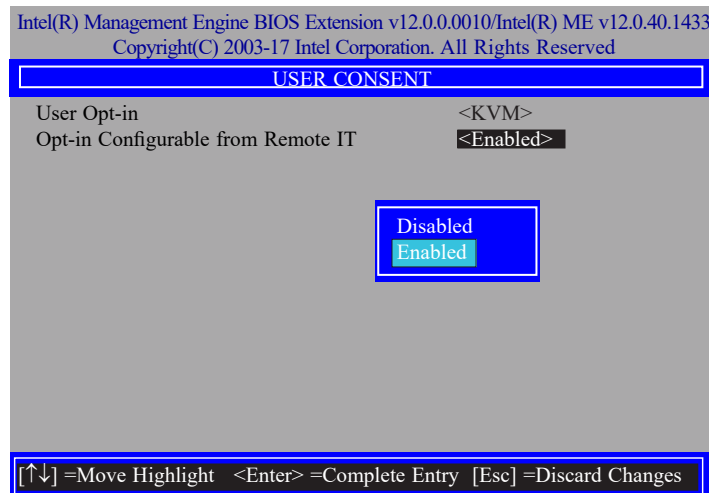 Intel(R) Management Engine BIOS Extension v12.0.0.0010/Intel(R) ME v12.0.40.1433
Copyright(C) 2003-17 Intel Corporation. All Rights Reserved
USER CONSENT
User Opt-in <KVM>
Opt-in Configurable from Remote IT <Enabled>
Disabled
Enabled
[↑↓] =Move Highlight <Enter> =Complete Entry [Esc] =Discard Changes